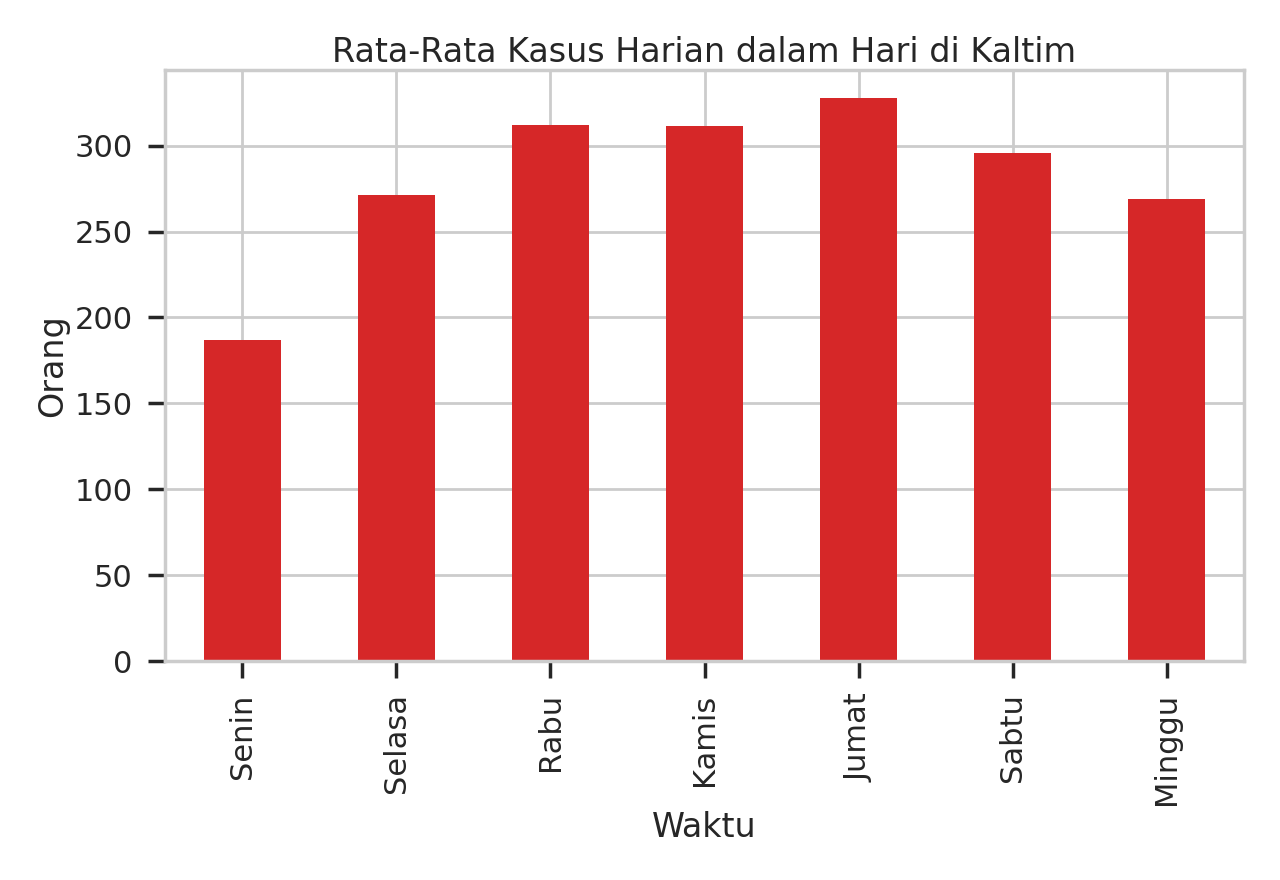 Rata-Rata Kasus Harian dalam Hari di Kaltim
Orang
300
250
200
150
100
50
0
Senin
Selasa
Rabu
Kamis
Jumat
Sabtu
Minggu
Waktu